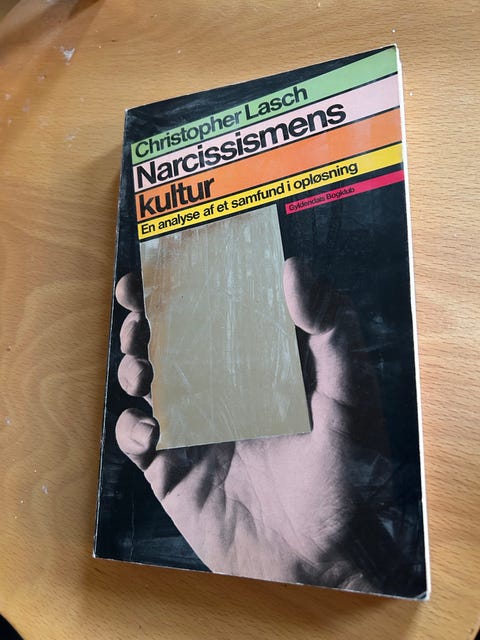 Christopher Lasch
Narcissismens
kultur
En analyse af et samfund i opløsning
Gyldendals Bogklub